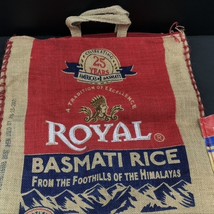 CELEBRATING
25
YEARS
AMERICA'S #1 BASMATI
A TRADITION OF EXCELLENCE
ROYAL®
BASMATI RICE
FROM THE FOOTHILLS OF THE HIMALAYAS